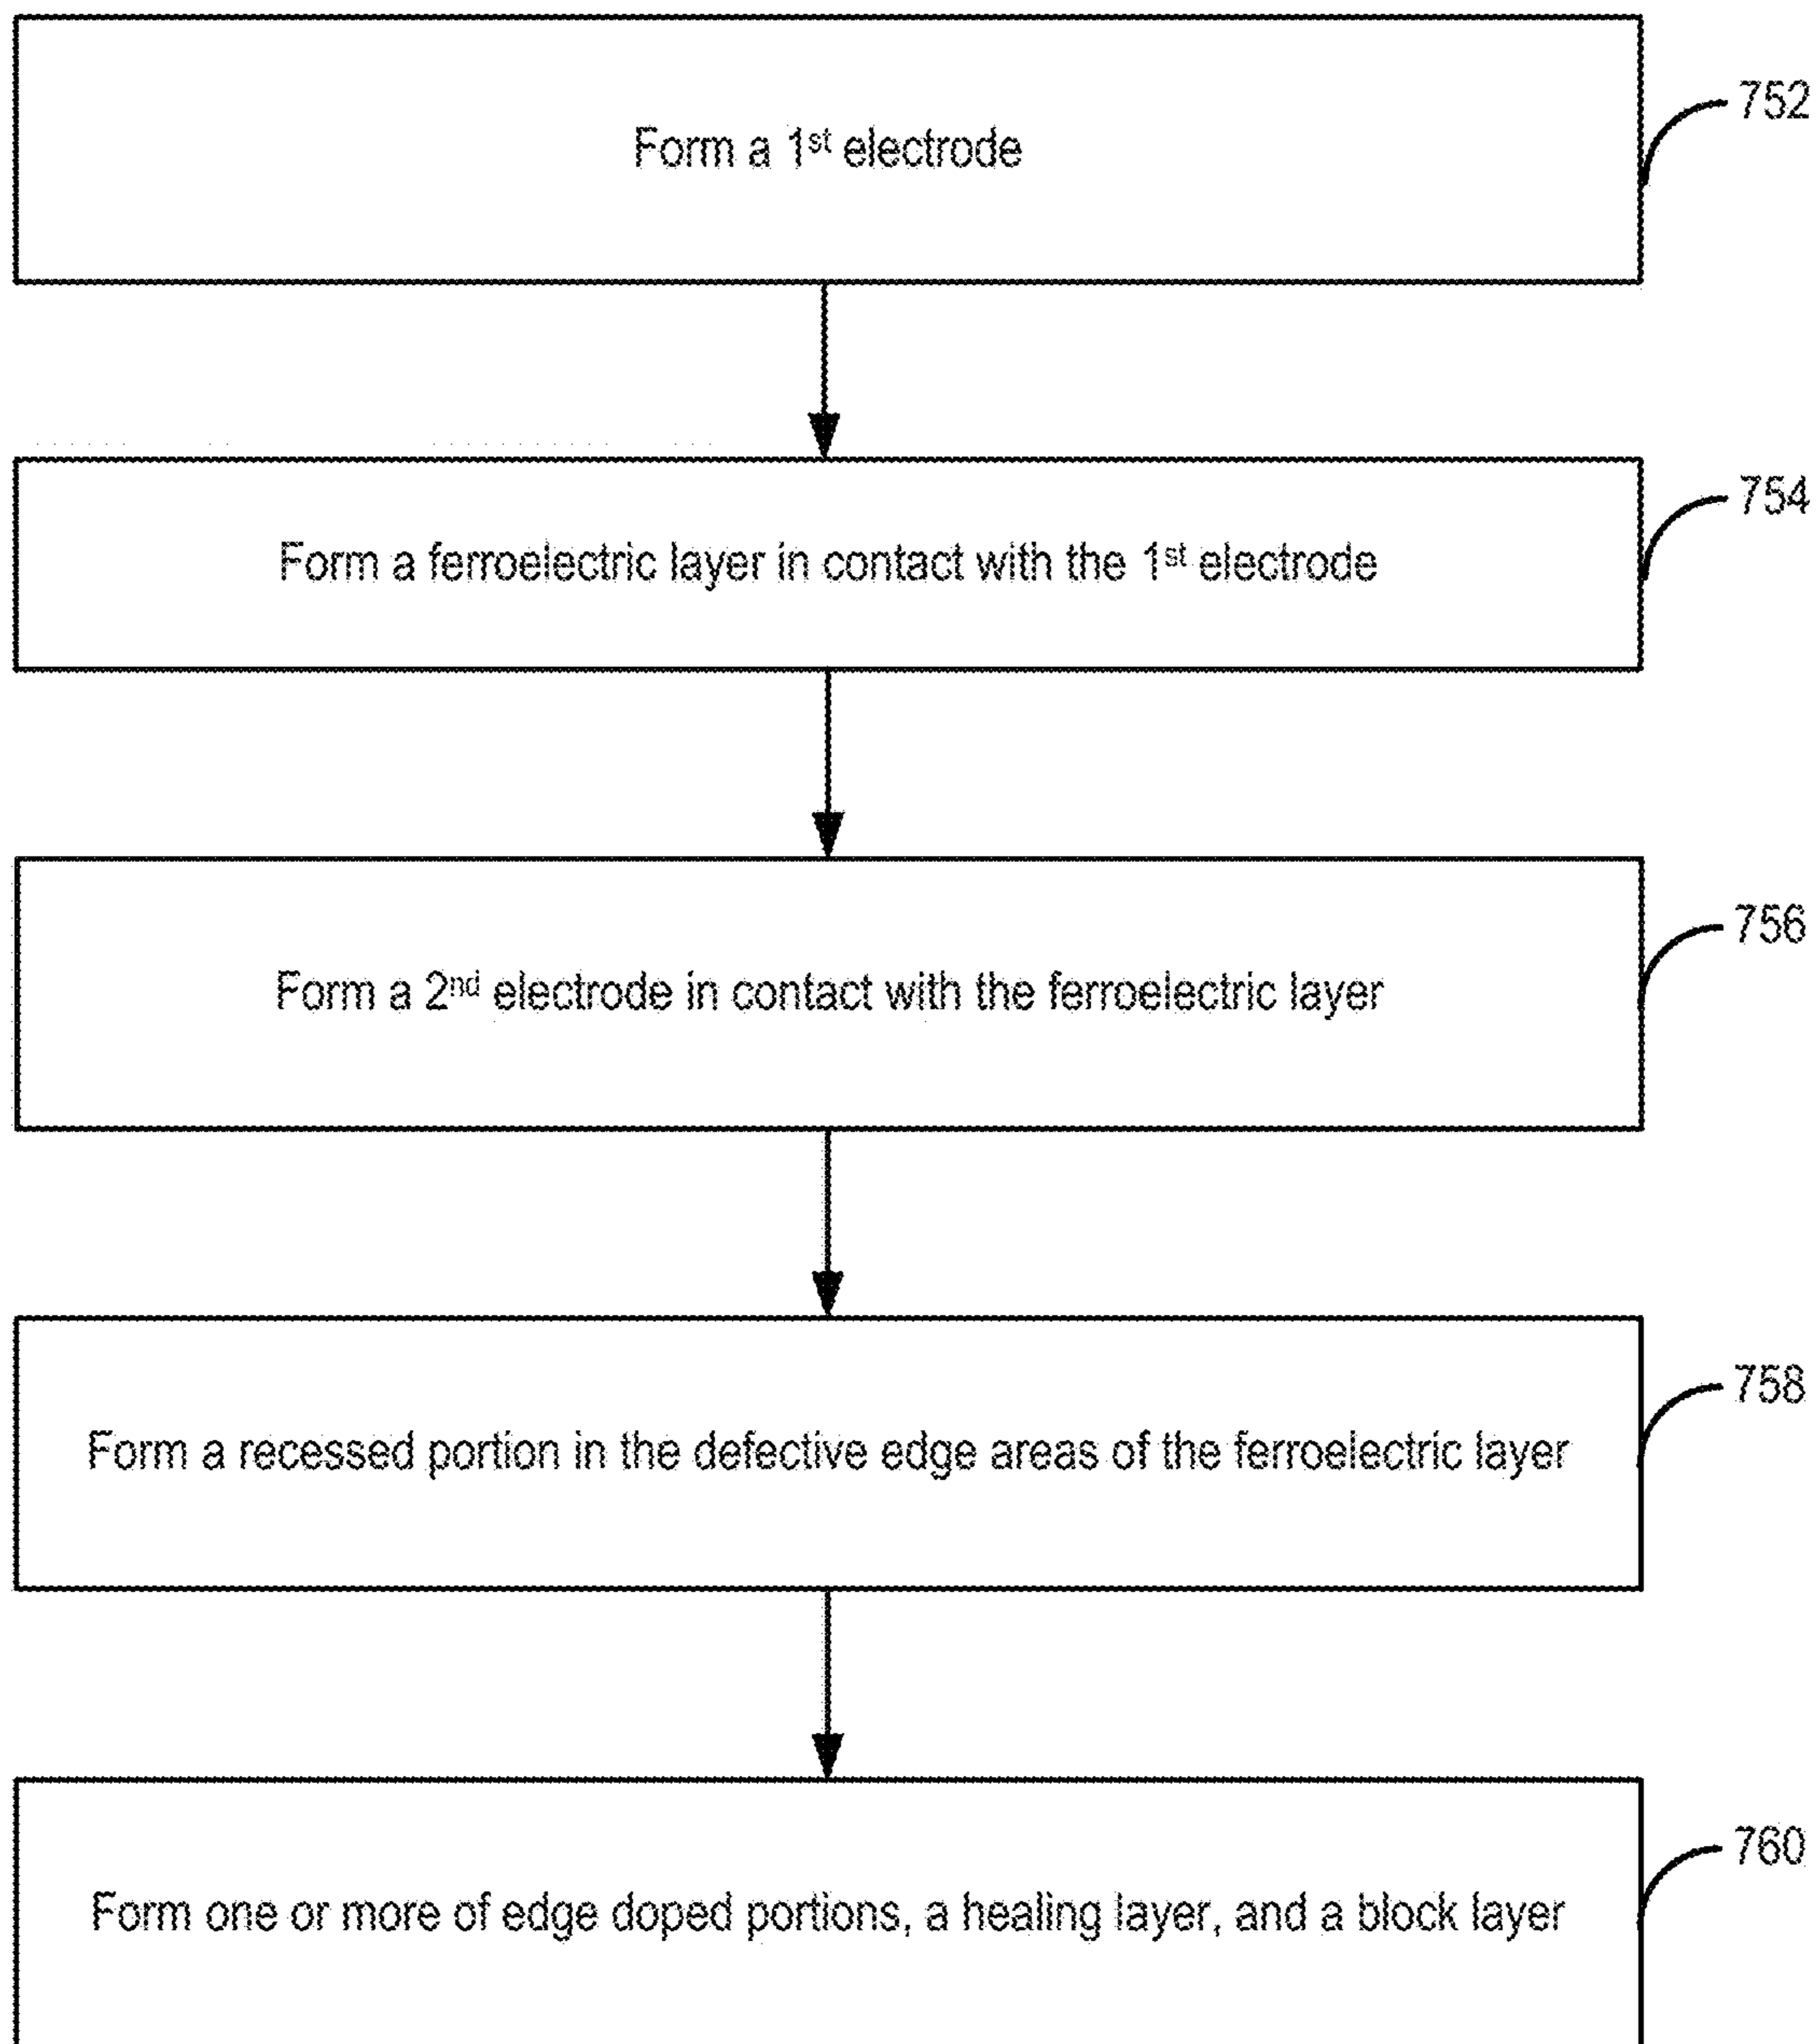 Form a 1st electrode
752
Form a ferroelectric layer in contact with the 1st electrode
754
Form a 2nd electrode in contact with the ferroelectric layer
756
Form a recessed portion in the defective edge areas of the ferroelectric layer
758
Form one or more of edge doped portions, a healing layer, and a block layer
760